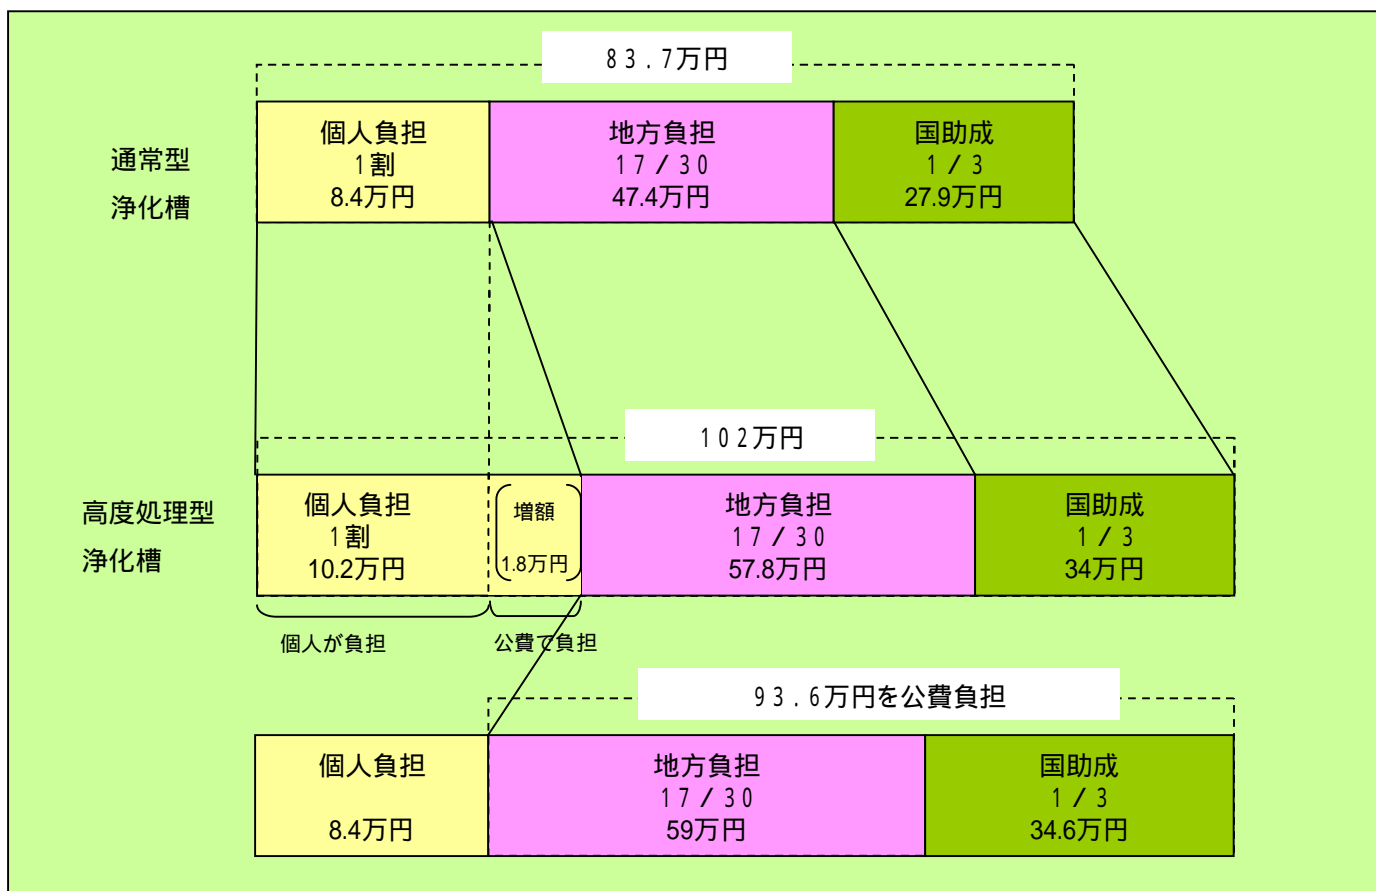 83.7万円
通常型
浄化槽
個人負担
1割
8.4万円
地方負担
17/30
47.4万円
国助成
1/3
27.9万円
102万円
高度処理型
浄化槽
個人負担
1割
10.2万円
増額
1.8万円
地方負担
17/30
57.8万円
国助成
1/3
34万円
個人が負担
公費で負担
93.6万円を公費負担
個人負担
8.4万円
地方負担
17/30
59万円
国助成
1/3
34.6万円